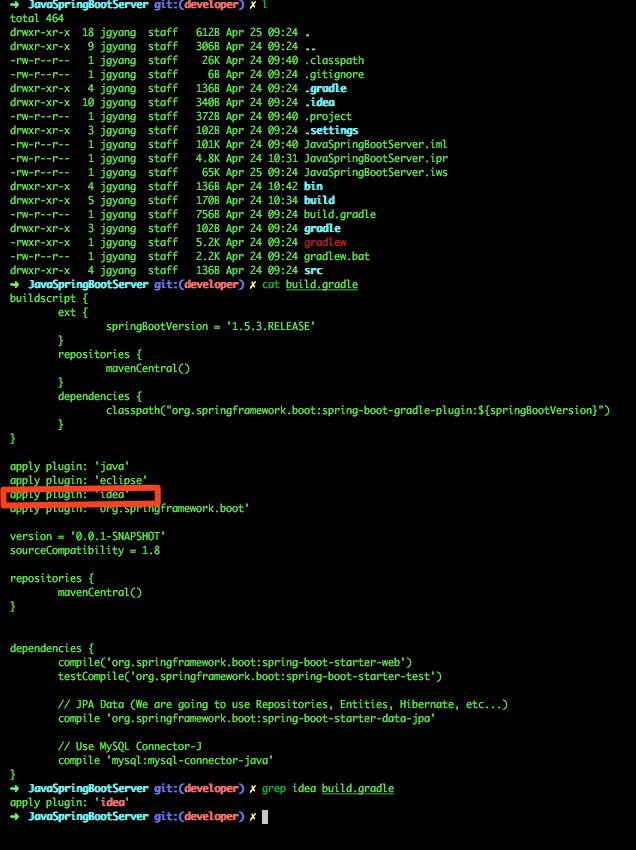 ➜ JavaSpringBootServer git:(developer) ✗ l
total 464
drwxr-xr-x 18 jgyang staff 612B Apr 25 09:24 .
drwxr-xr-x 9 jgyang staff 306B Apr 24 09:24 ..
-rw-r--r-- 1 jgyang staff 26K Apr 24 09:40 .classpath
-rw-r--r-- 1 jgyang staff 6B Apr 24 09:24 .gitignore
drwxr-xr-x 4 jgyang staff 136B Apr 24 09:24 .gradle
drwxr-xr-x 10 jgyang staff 340B Apr 24 09:24 .idea
-rw-r--r-- 1 jgyang staff 372B Apr 24 09:40 .project
drwxr-xr-x 3 jgyang staff 102B Apr 24 09:24 .settings
-rw-r--r-- 1 jgyang staff 101K Apr 24 09:40 JavaSpringBootServer.iml
-rw-r--r-- 1 jgyang staff 4.8K Apr 24 10:31 JavaSpringBootServer.ipr
-rw-r--r-- 1 jgyang staff 65K Apr 25 09:24 JavaSpringBootServer.iws
drwxr-xr-x 4 jgyang staff 136B Apr 24 10:42 bin
drwxr-xr-x 5 jgyang staff 170B Apr 24 10:34 build
-rw-r--r-- 1 jgyang staff 756B Apr 24 09:24 build.gradle
drwxr-xr-x 3 jgyang staff 102B Apr 24 09:24 gradle
-rwxr-xr-x 1 jgyang staff 5.2K Apr 24 09:24 gradlew
-rwxr-xr-x 1 jgyang staff 2.2K Apr 24 09:24 gradlew.bat
drwxr-xr-x 4 jgyang staff 136B Apr 24 09:24 src
➜ JavaSpringBootServer git:(developer) ✗ cat build.gradle
buildscript {
ext {
springBootVersion = '1.5.3.RELEASE'
}
repositories {
mavenCentral()
}
dependencies {
classpath("org.springframework.boot:spring-boot-gradle-plugin:${springBootVersion}")
}
}
apply plugin: 'java'
apply plugin: 'eclipse'
apply plugin: 'idea'
apply plugin: 'org.springframework.boot'
version = '0.0.1-SNAPSHOT'
sourceCompatibility = 1.8
repositories {
mavenCentral()
}
dependencies {
compile('org.springframework.boot:spring-boot-starter-web')
testCompile('org.springframework.boot:spring-boot-starter-test')
// JPA Data (We are going to use Repositories, Entities, Hibernate, etc...)
compile 'org.springframework.boot:spring-boot-starter-data-jpa'
// Use MySQL Connector-J
compile 'mysql:mysql-connector-java'
}
➜ JavaSpringBootServer git:(developer) ✗ grep idea build.gradle
apply plugin: 'idea'
➜ JavaSpringBootServer git:(developer) ✗